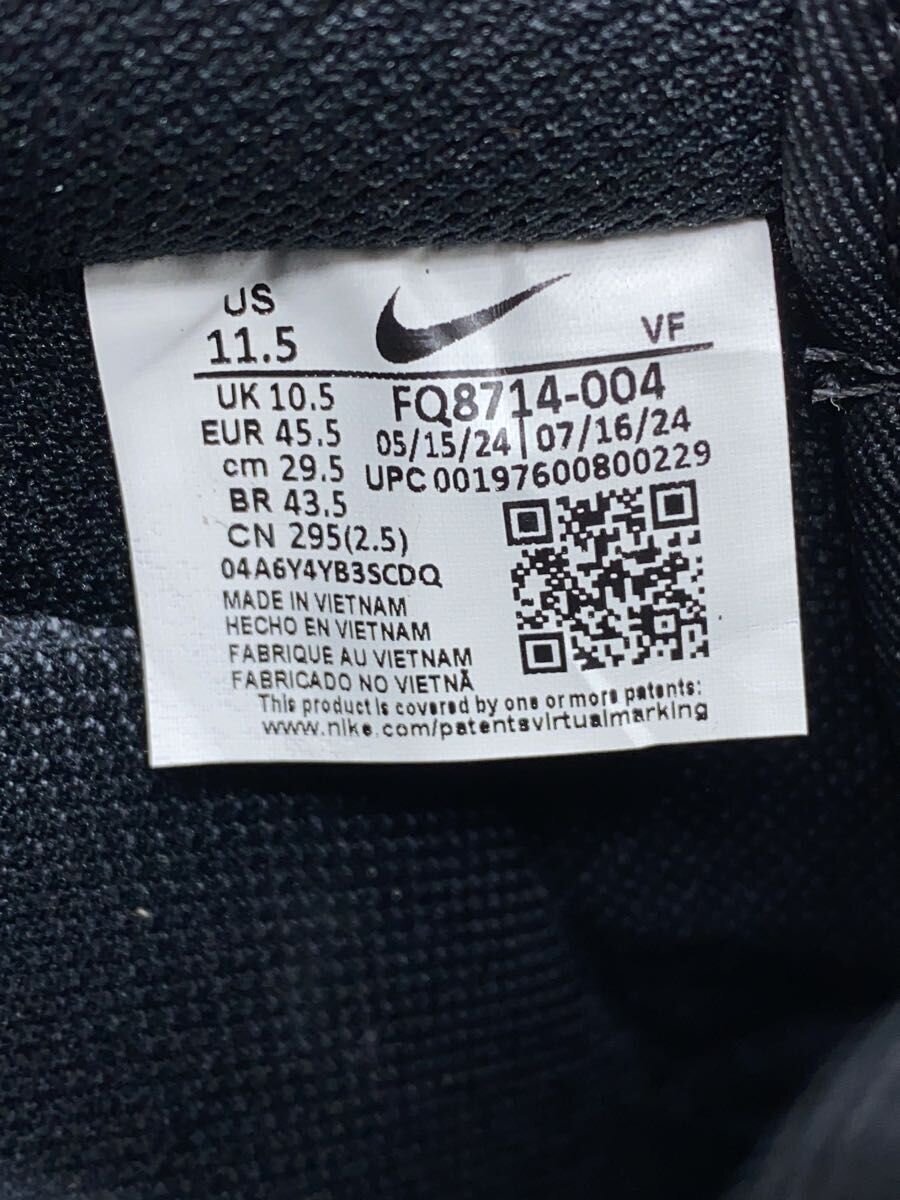 US
11.5
VF
UK 10.5
EUR 45.5
cm 29.5
BR 43.5
CN 295(2.5)
FQ8714-004
05/15/24 | 07/16/24
UPC 00197600800229
04A6Y4YB3SCDQ
MADE IN VIETNAM
HECHO EN VIETNAM
FABRIQUE AU VIETNAM
FABRICADO NO VIETNÃ
This product is covered by one or more patents:
www.nike.com/patentsvirtualmarking